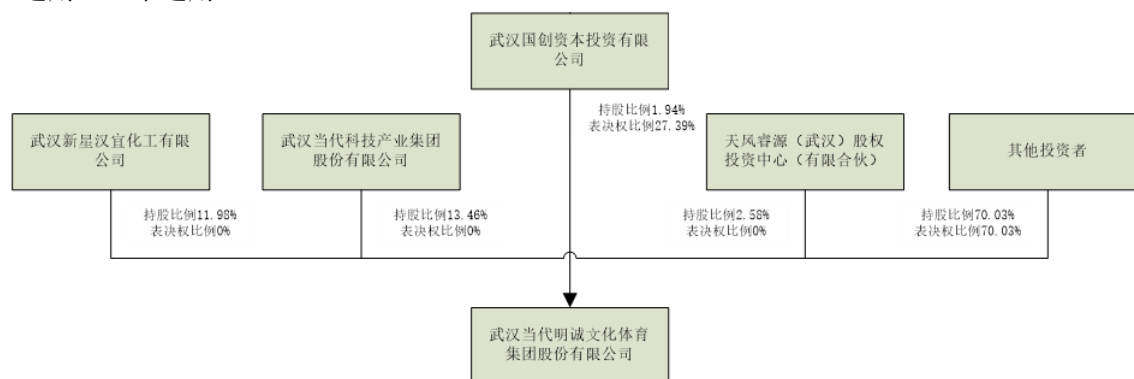 武汉国创资本投资有限
公司
持股比例1.94%
表决权比例27.39%
武汉新星汉宜化工有限
公司
武汉当代科技产业集团
股份有限公司
天风睿源（武汉）股权
投资中心（有限合伙）
其他投资者
持股比例11.98%
表决权比例0%
持股比例13.46%
表决权比例0%
持股比例2.58%
表决权比例0%
持股比例70.03%
表决权比例70.03%
武汉当代明诚文化体育
集团股份有限公司